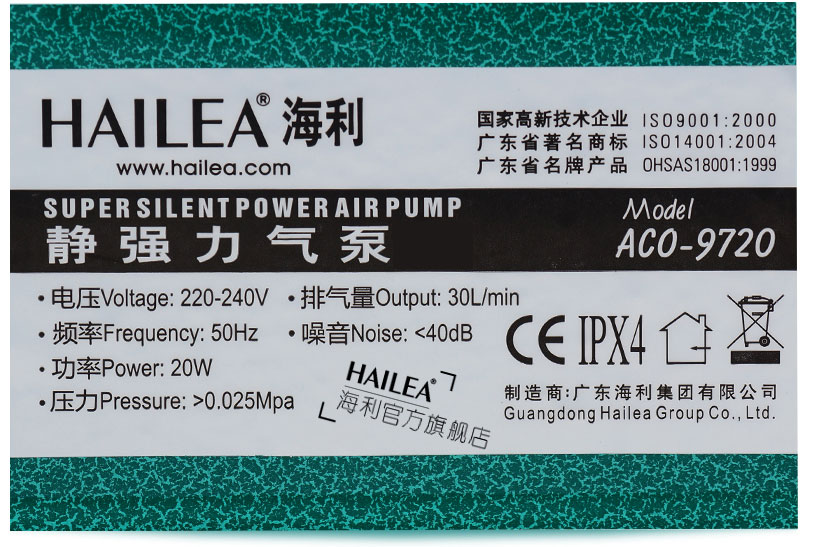 HAILEA® 海利
www.hailea.com
国家高新技术企业 ISO9001:2000
广东省著名商标 ISO14001:2004
广东省名牌产品 OHSAS18001:1999
SUPER SILENT POWER AIR PUMP
静强力气泵
Model
ACO-9720
·电压Voltage: 220-240V ·排气量Output: 30L/min
·频率Frequency: 50Hz ·噪音Noise: <40dB
·功率Power: 20W
·压力Pressure: >0.025Mpa
CE IPX4
制造商:广东海利集团有限公司
Guangdong Hailea Group Co., Ltd.
HAILEA®
海利官方旗舰店